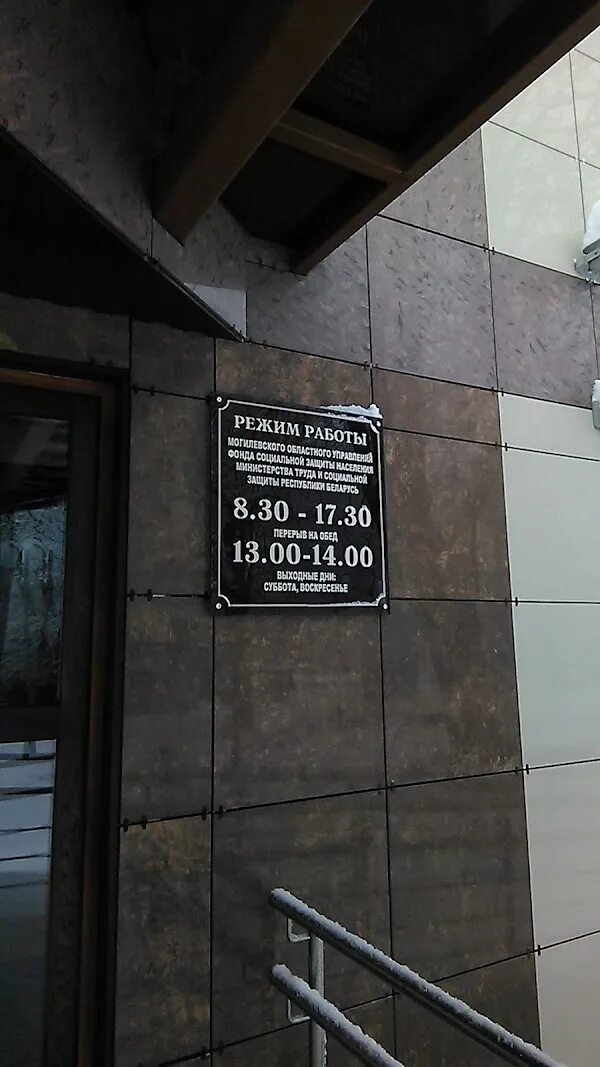 РЕЖИМ РАБОТЫ
МОГИЛЕВСКОГО ОБЛАСТНОГО УПРАВЛЕНИЯ
ФОНДА СОЦИАЛЬНОЙ ЗАЩИТЫ НАСЕЛЕНИЯ
МИНИСТЕРСТВА ТРУДА И СОЦИАЛЬНОЙ
ЗАЩИТЫ РЕСПУБЛИКИ БЕЛАРУСЬ
8.30 - 17.30
ПЕРЕРЫВ НА ОБЕД
13.00-14.00
ВЫХОДНЫЕ ДНИ:
СУББОТА, ВОСКРЕСЕНЬЕ